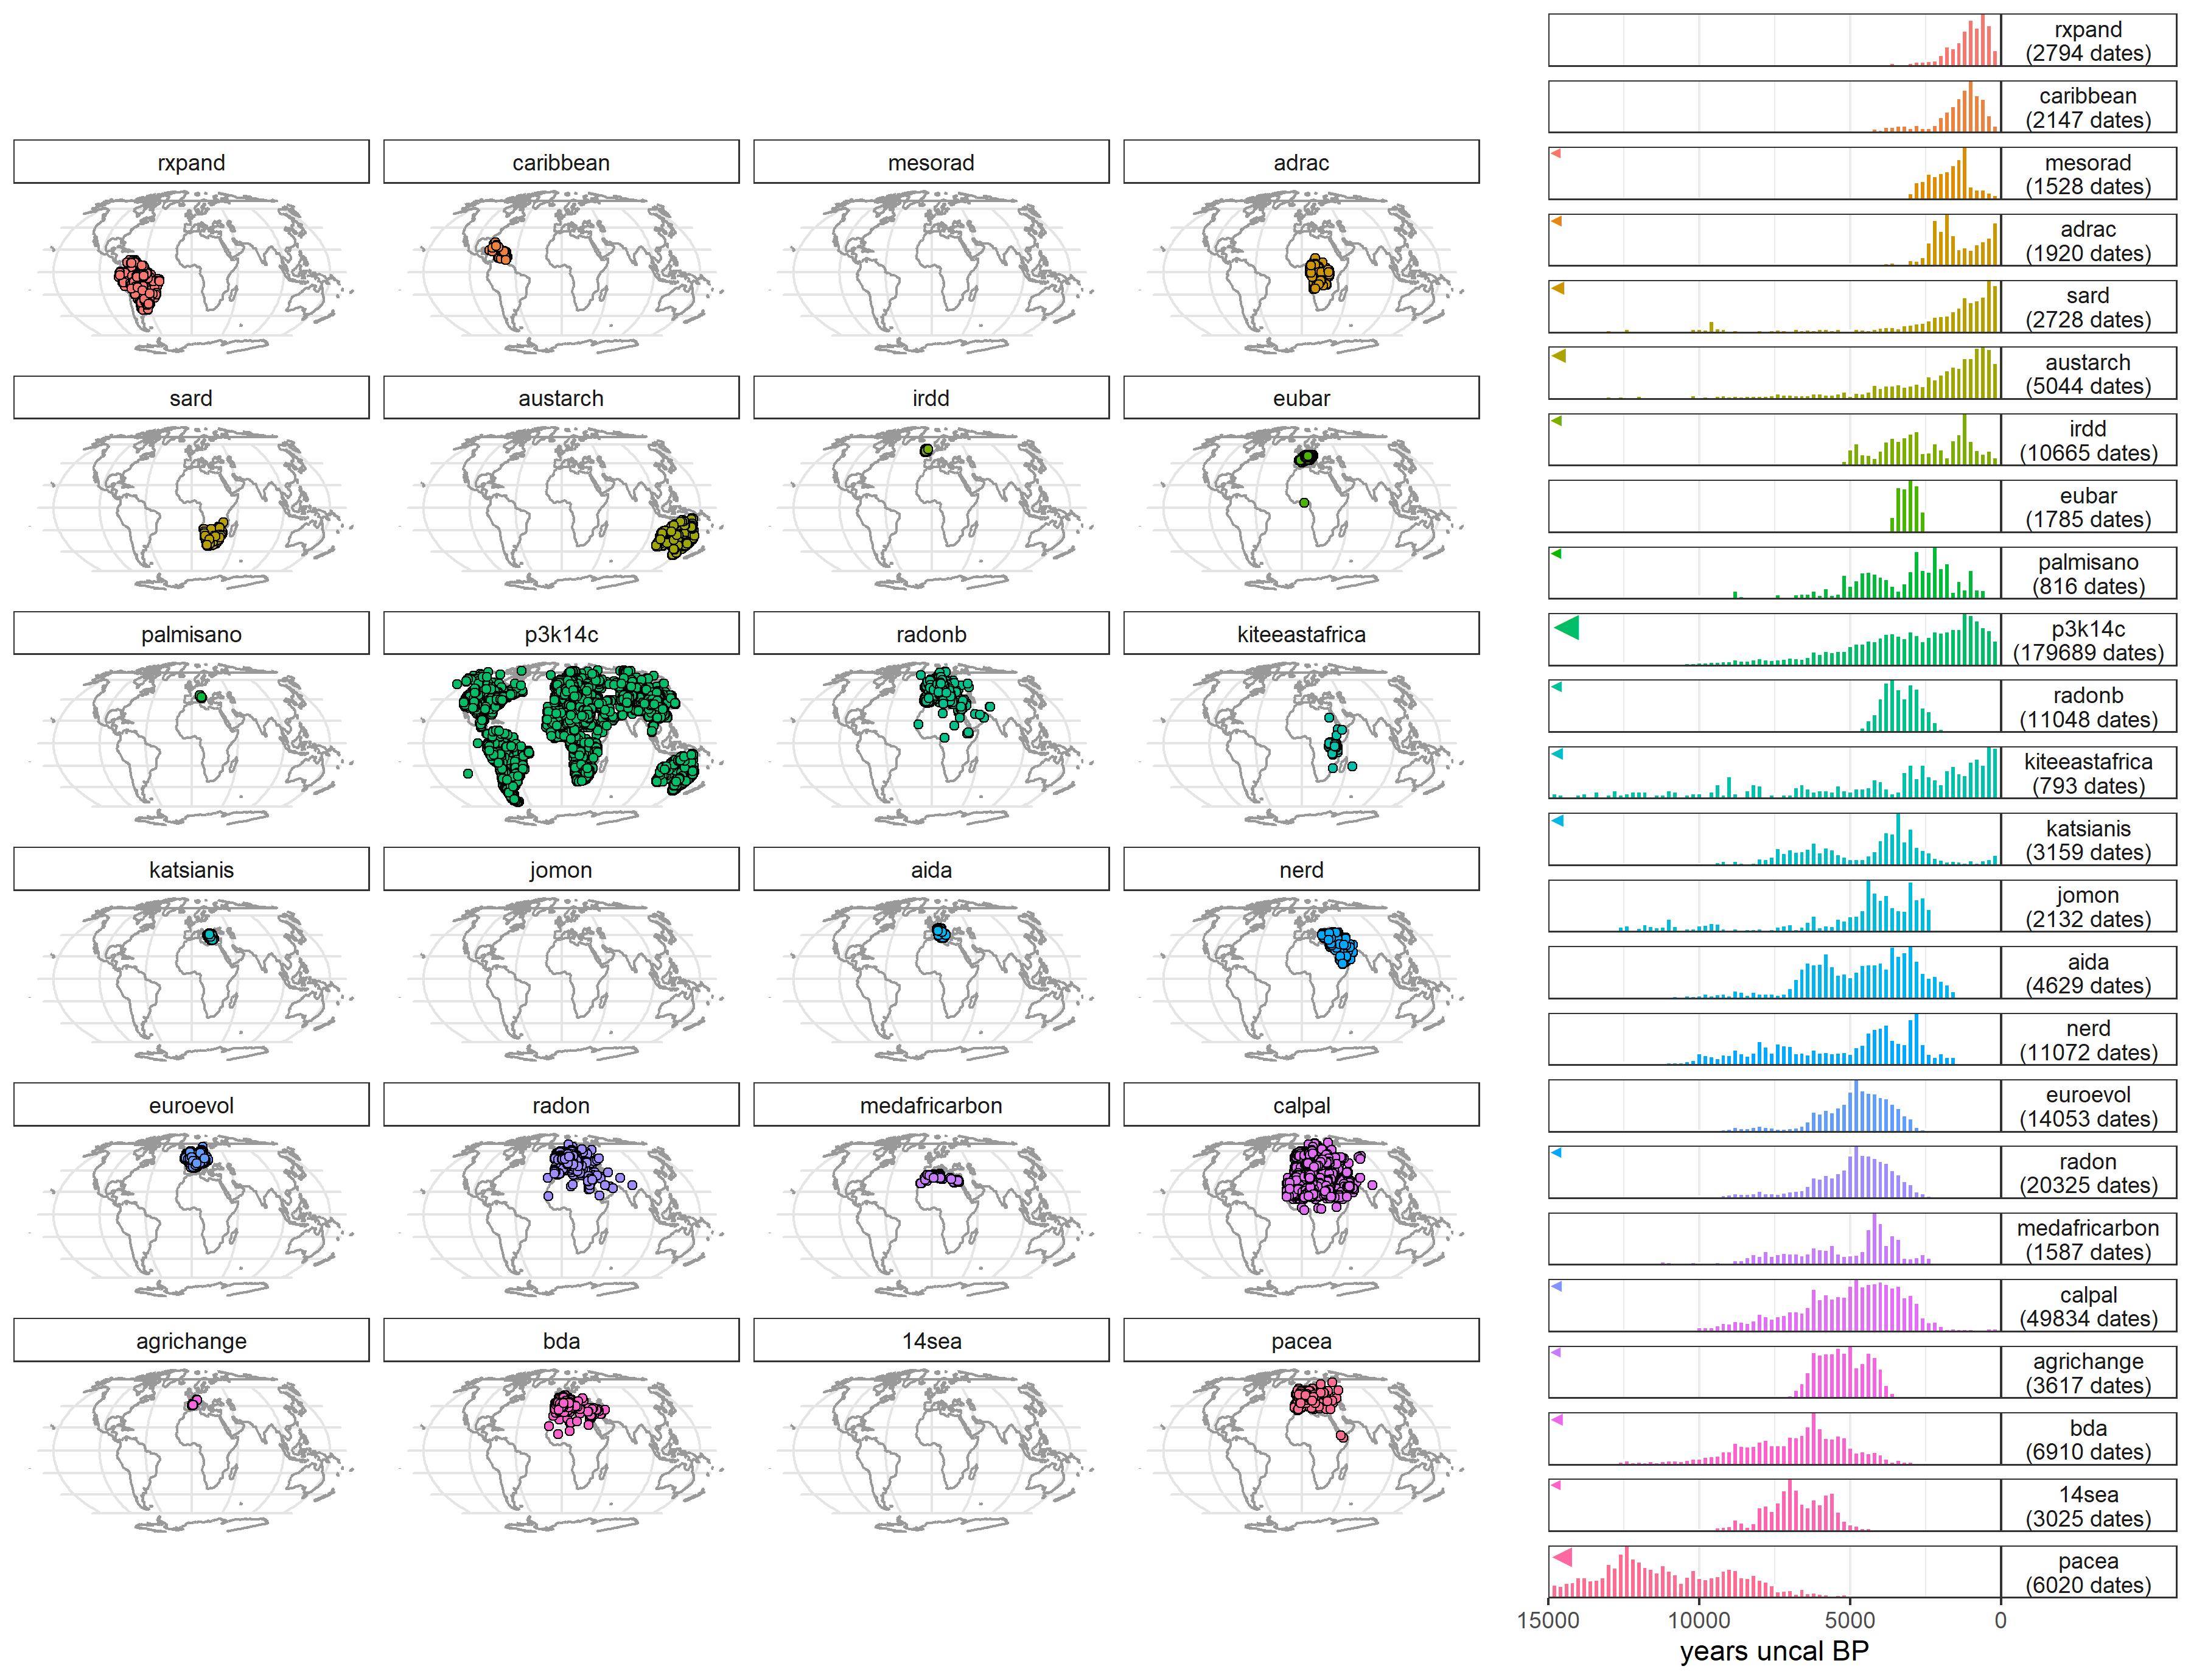 rxpand
caribbean
mesorad
adrac
sard
austarch
irdd
eubar
palmisano
p3k14c
radonb
kiteeastafrica
katsianis
jomon
aida
nerd
euroevol
radon
medafricarbon
calpal
agrichange
bda
14sea
pacea
rxpand
(2794 dates)
caribbean
(2147 dates)
mesorad
(1528 dates)
adrac
(1920 dates)
sard
(2728 dates)
austarch
(5044 dates)
irdd
(10665 dates)
eubar
(1785 dates)
palmisano
(816 dates)
p3k14c
(179689 dates)
radonb
(11048 dates)
kiteeastafrica
(793 dates)
katsianis
(3159 dates)
jomon
(2132 dates)
aida
(4629 dates)
nerd
(11072 dates)
euroevol
(14053 dates)
radon
(20325 dates)
medafricarbon
(1587 dates)
calpal
(49834 dates)
agrichange
(3617 dates)
bda
(6910 dates)
14sea
(3025 dates)
pacea
(6020 dates)
15000 10000 5000 0
years uncal BP